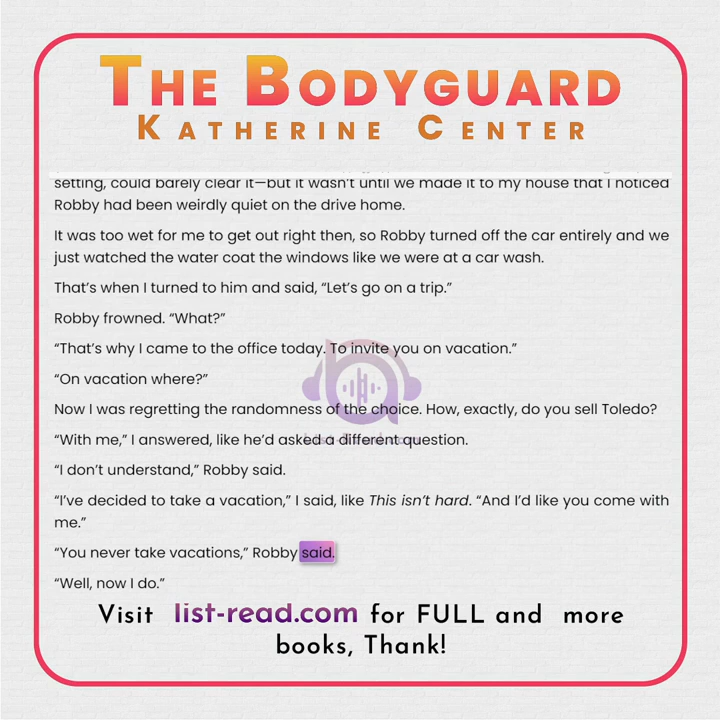 The Bodyguard
Katherine Center
setting, could barely clear it—but it wasn't until we made it to my house that I noticed
Robby had been weirdly quiet on the drive home.
It was too wet for me to get out right then, so Robby turned off the car entirely and we
just watched the water coat the windows like we were at a car wash.
That's why I turned to him and said, "Let's go on a trip."
Robby frowned. "What?"
"That's why I came to the office today. To invite you on vacation."
"On vacation where?"
Now I was regretting the randomness of the choice. How, exactly, do you sell Toledo?
"With me," I answered, like he'd asked a different question.
"I don't understand," Robby said.
"I've decided to take a vacation," I said, like This isn't hard. "And I'd like you come with
me."
"You never take vacations," Robby said.
"Well, now I do."
Visit list-read.com for FULL and more
books, Thank!